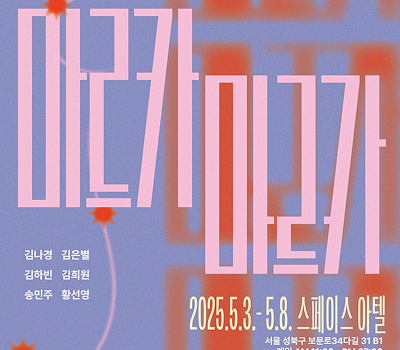 마르카
마르카
김나경 김은별
김하빈 김희원
송민주 황선영
2025.5.3.- 5.8. 스페이스 아텔
서울 성북구 보문로34다길 31 B1